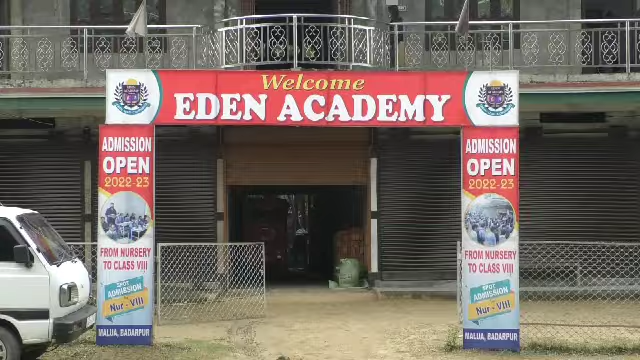 Welcome
EDEN ACADEMY
ADMISSION
OPEN
2022-23
FROM NURSERY
TO CLASS VIII
SPOT
ADMISSION
Nur - VIII
MALUA, BADARPUR
ADMISSION
OPEN
2022-23
FROM NURSERY
TO CLASS VIII
SPOT
ADMISSION
Nur - VIII
MALUA, BADARPUR